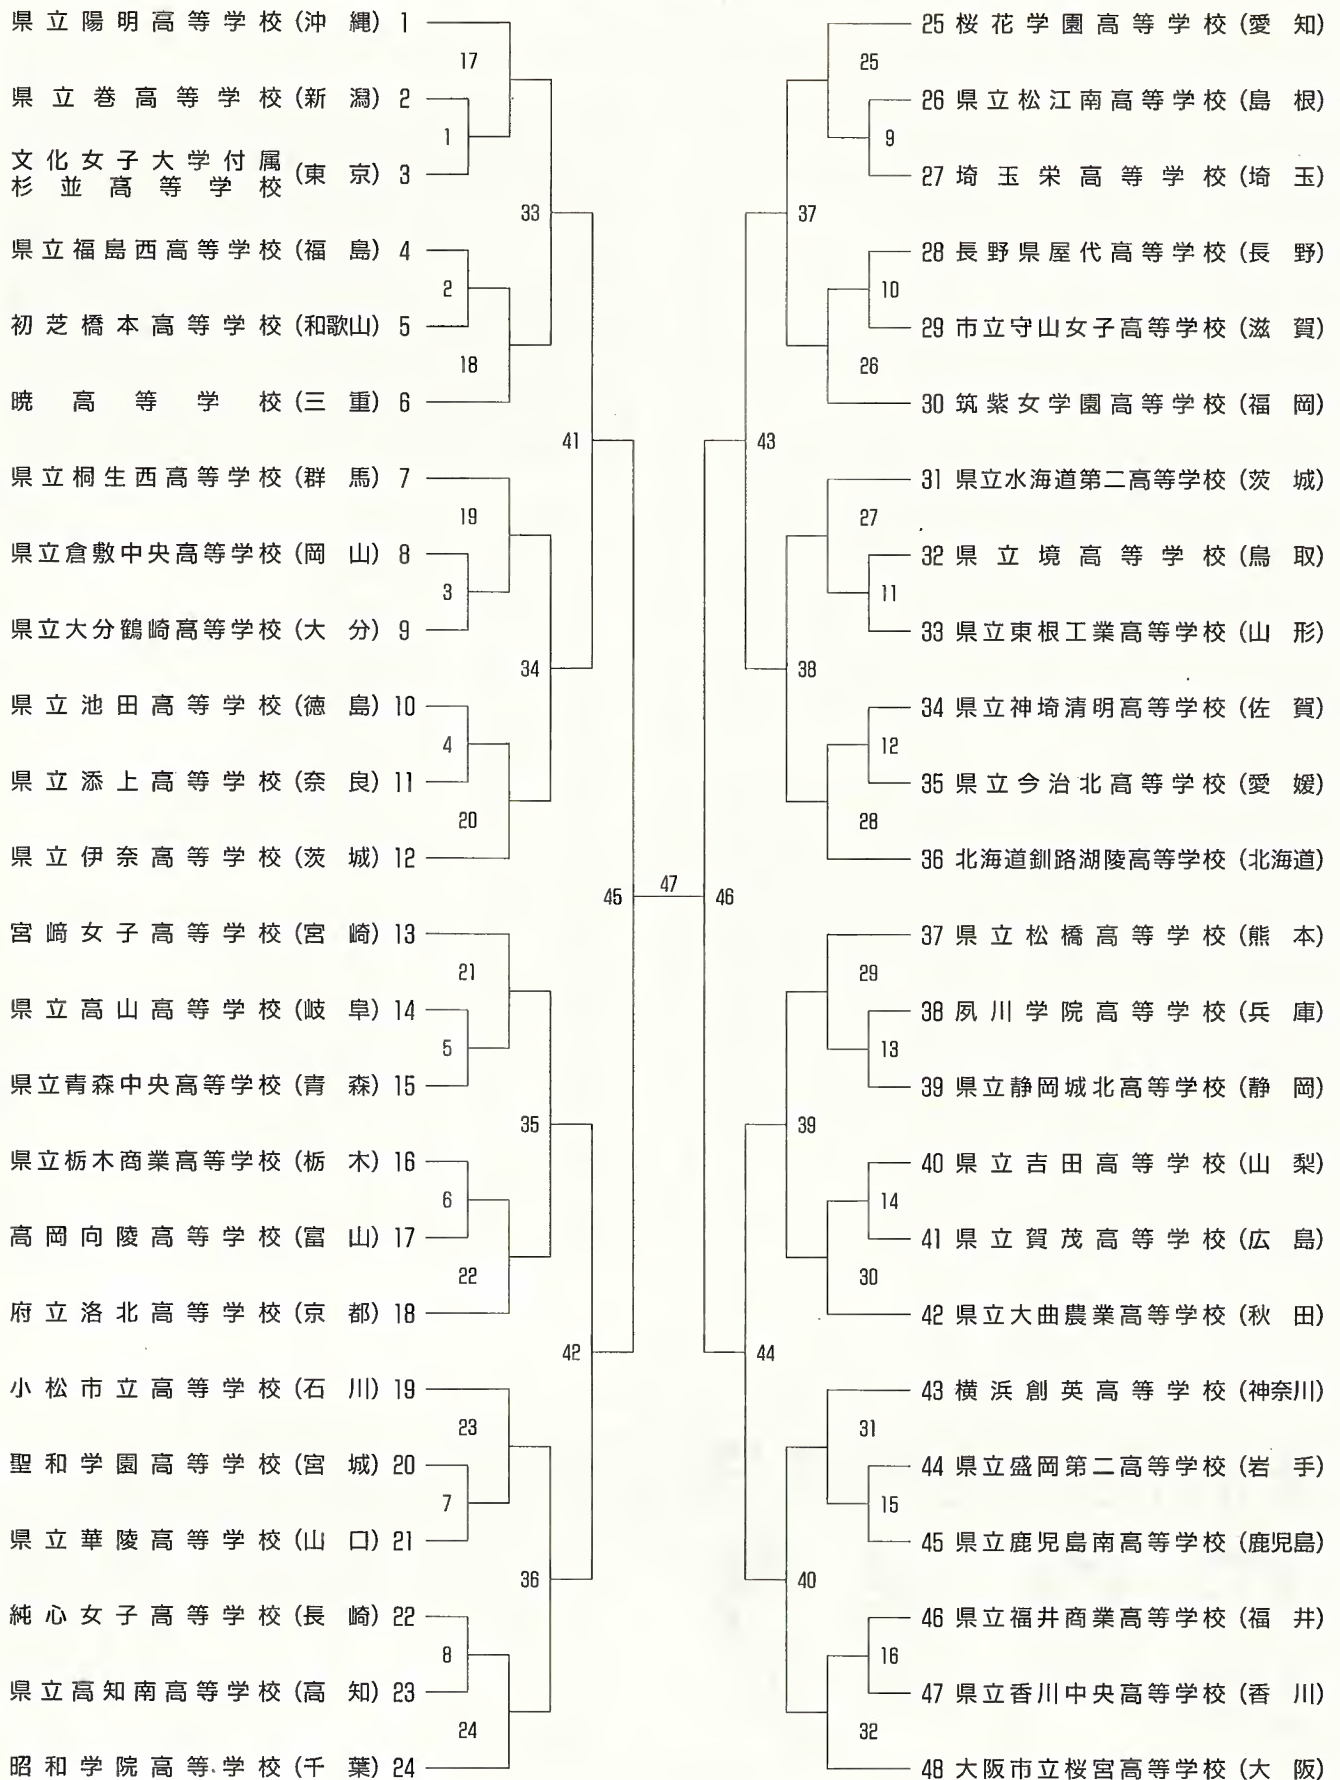 県立陽明高等学校(沖縄) 1
県立巻高等学校(新潟) 2
文化女子大学付属
杉並高等学校(東京) 3
県立福島西高等学校(福島) 4
初芝橋本高等学校(和歌山) 5
暁高等学校(三重) 6
県立桐生西高等学校(群馬) 7
県立倉敷中央高等学校(岡山) 8
県立大分鶴崎高等学校(大分) 9
県立池田高等学校(徳島) 10
県立添上高等学校(奈良) 11
県立伊奈高等学校(茨城) 12
宮崎女子高等学校(宮崎) 13
県立高山高等学校(岐阜) 14
県立青森中央高等学校(青森) 15
県立栃木商業高等学校(栃木) 16
高岡向陵高等学校(富山) 17
府立洛北高等学校(京都) 18
小松市立高等学校(石川) 19
聖和学園高等学校(宮城) 20
県立華陵高等学校(山口) 21
純心女子高等学校(長崎) 22
県立高知南高等学校(高知) 23
昭和学院高等学校(千葉) 24
17
1
33
2
18
41
19
3
34
4
20
45
21
5
35
6
22
42
23
7
36
8
24
47
25
9
37
10
26
43
27
11
38
12
28
46
29
13
39
14
30
44
31
15
40
16
32
25 桜花学園高等学校(愛知)
26 県立松江南高等学校(島根)
27 埼玉栄高等学校(埼玉)
28 長野県屋代高等学校(長野)
29 市立守山女子高等学校(滋賀)
30 筑紫女学園高等学校(福岡)
31 県立水海道第二高等学校(茨城)
32 県立境高等学校(鳥取)
33 県立東根工業高等学校(山形)
34 県立神埼清明高等学校(佐賀)
35 県立今治北高等学校(愛媛)
36 北海道釧路湖陵高等学校(北海道)
37 県立松橋高等学校(熊本)
38 夙川学院高等学校(兵庫)
39 県立静岡城北高等学校(静岡)
40 県立吉田高等学校(山梨)
41 県立賀茂高等学校(広島)
42 県立大曲農業高等学校(秋田)
43 横浜創英高等学校(神奈川)
44 県立盛岡第二高等学校(岩手)
45 県立鹿児島南高等学校(鹿児島)
46 県立福井商業高等学校(福井)
47 県立香川中央高等学校(香川)
48 大阪市立桜宮高等学校(大阪)